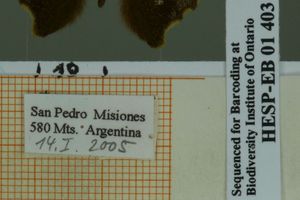 10
San Pedro Misiones
580 Mts. Argentina
14.I.2005
Sequenced for Barcoding at
Biodiversity Institute of Ontario
HESP-EB 01 403